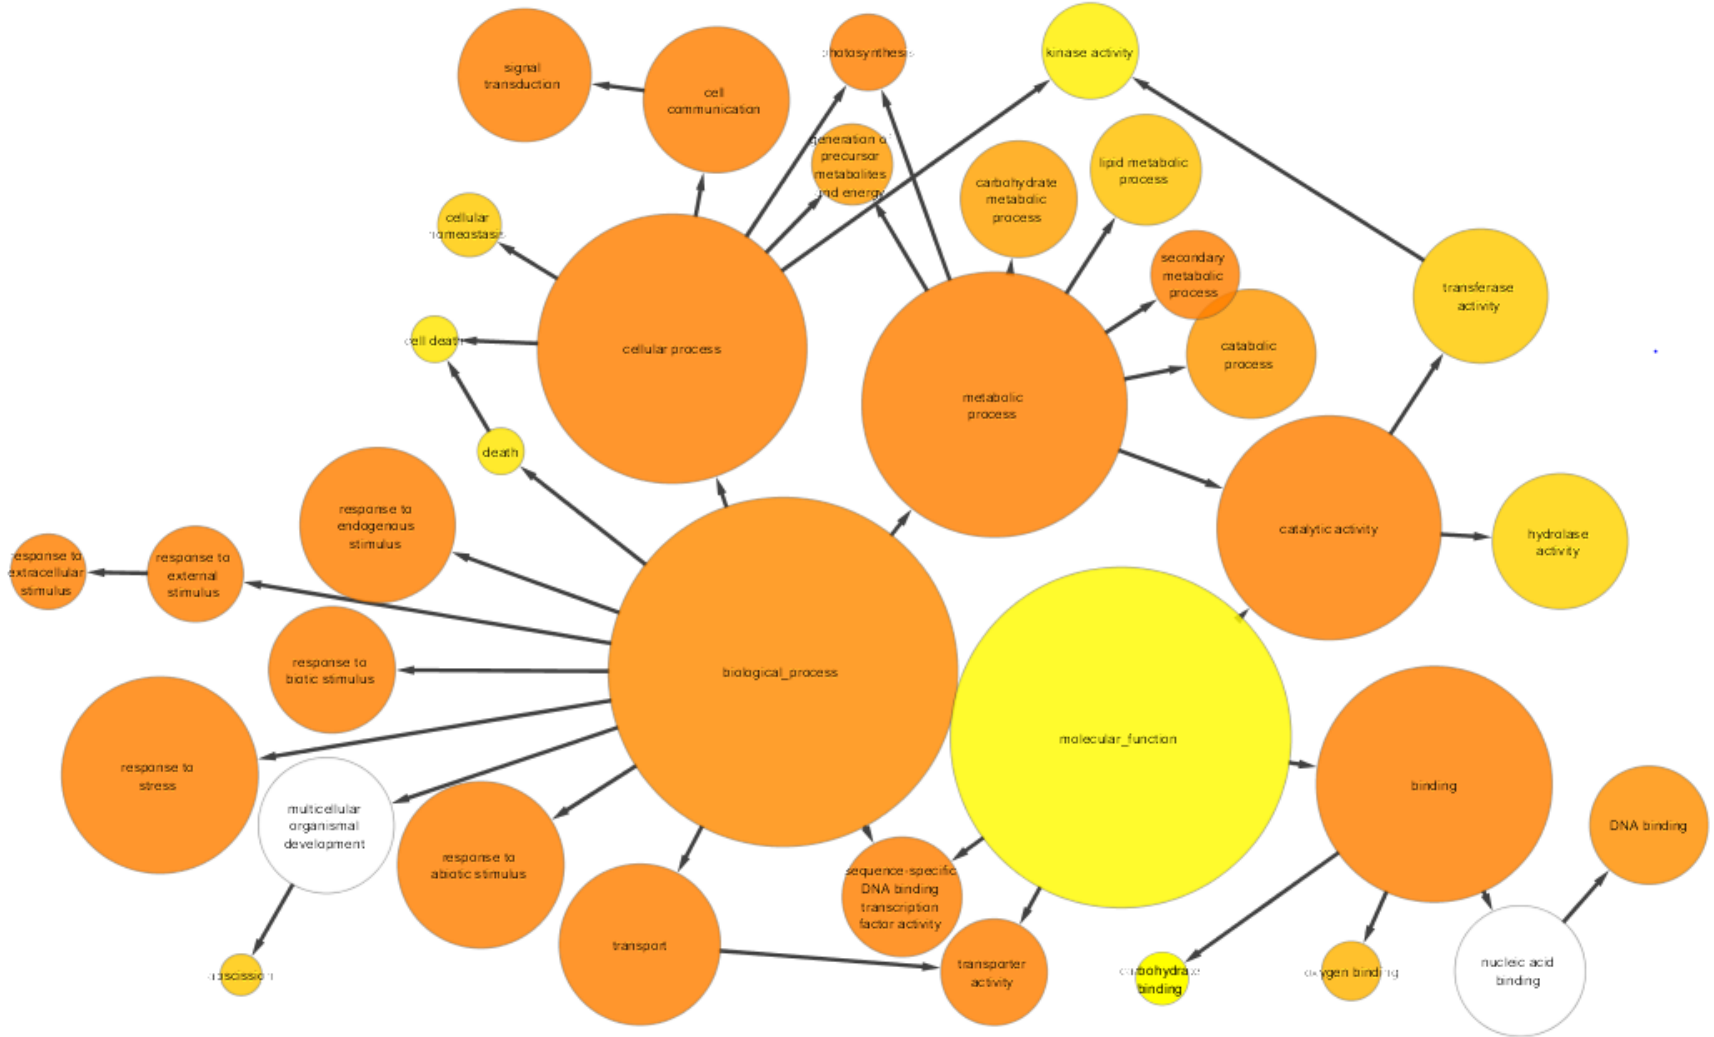 signal
transduction
cell
communication
photosynthesis
kinase activity
generation of
precursor
metabolites
and energy
carbohydrate
metabolic
process
lipid metabolic
process
cellular
homeostasis
secondary
metabolic
process
transferase
activity
cell death
cellular process
catabolic
process
metabolic
process
death
response to
endogenous
stimulus
catalytic activity
hydrolase
activity
response to
extracellular
stimulus
response to
external
stimulus
response to
biotic stimulus
biological_process
molecular_function
response to
stress
binding
multicellular
organismal
development
DNA binding
response to
abiotic stimulus
sequence-specific
DNA binding
transcription
factor activity
transport
transporter
activity
abscission
carbohydrate
binding
oxygen binding
nucleic acid
binding